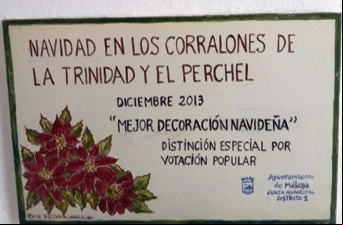 NAVIDAD EN LOS CORRALONES DE
LA TRINIDAD Y EL PERCHEL
DICIEMBRE 2013
"MEJOR DECORACIÓN NAVIDEÑA"
DISTINCIÓN ESPECIAL POR
VOTACIÓN POPULAR
Ayuntamiento
de Málaga
JUNTA MUNICIPAL
DISTRITO 1